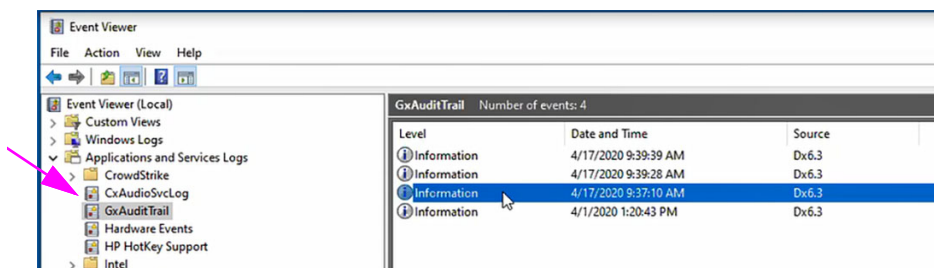 Event Viewer
File Action View Help
Event Viewer (Local)
Custom Views
Windows Logs
Applications and Services Logs
CrowdStrike
CxAudioSvcLog
GxAuditTrail
Hardware Events
HP HotKey Support
Intel
GxAuditTrail Number of events: 4
Level Date and Time Source
Information 4/17/2020 9:39:39 AM Dx6.3
Information 4/17/2020 9:39:28 AM Dx6.3
Information 4/17/2020 9:37:10 AM Dx6.3
Information 4/1/2020 1:20:43 PM Dx6.3